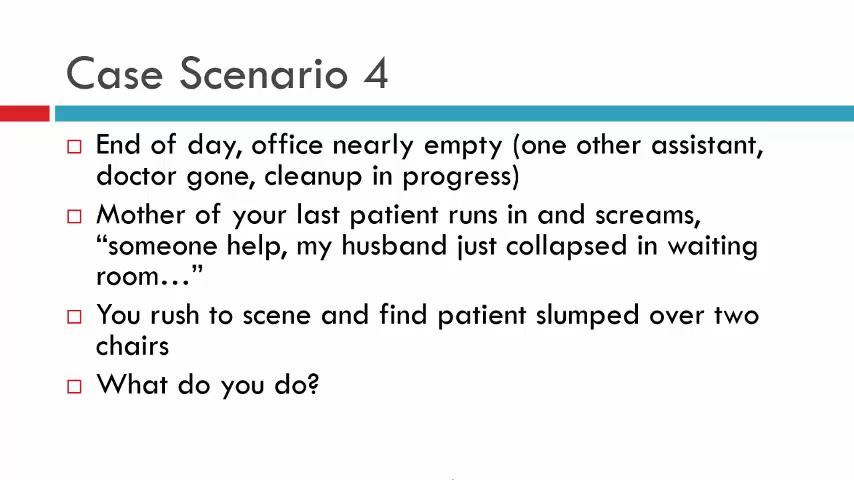 Case Scenario 4
End of day, office nearly empty (one other assistant,
doctor gone, cleanup in progress)
Mother of your last patient runs in and screams,
“someone help, my husband just collapsed in waiting
room…”
You rush to scene and find patient slumped over two
chairs
What do you do?